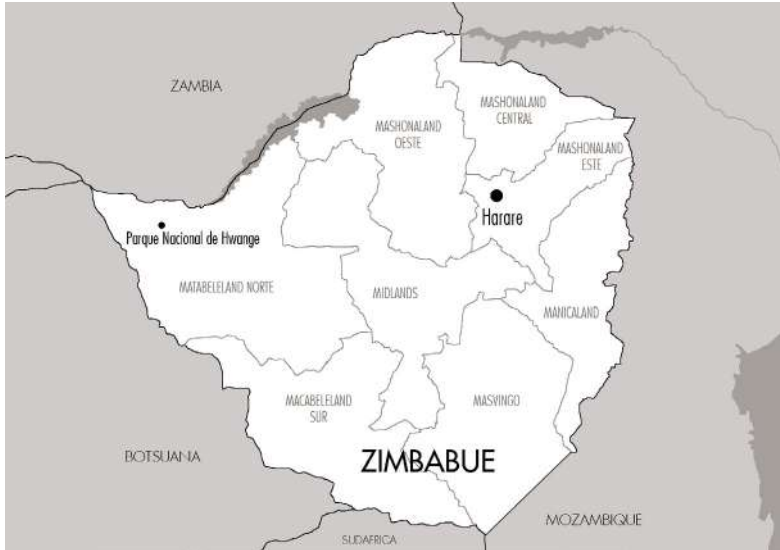 ZAMBIA
MASHONALAND
CENTRAL
MASHONALAND
OESTE
MASHONALAND
ESTE
Harare
Parque Nacional de Hwange
MATABELELAND NORTE
MIDLANDS
MANICALAND
MACABELELAND
SUR
MASVINGO
BOTSUANA
ZIMBABUE
MOZAMBIQUE
SUDAFRICA